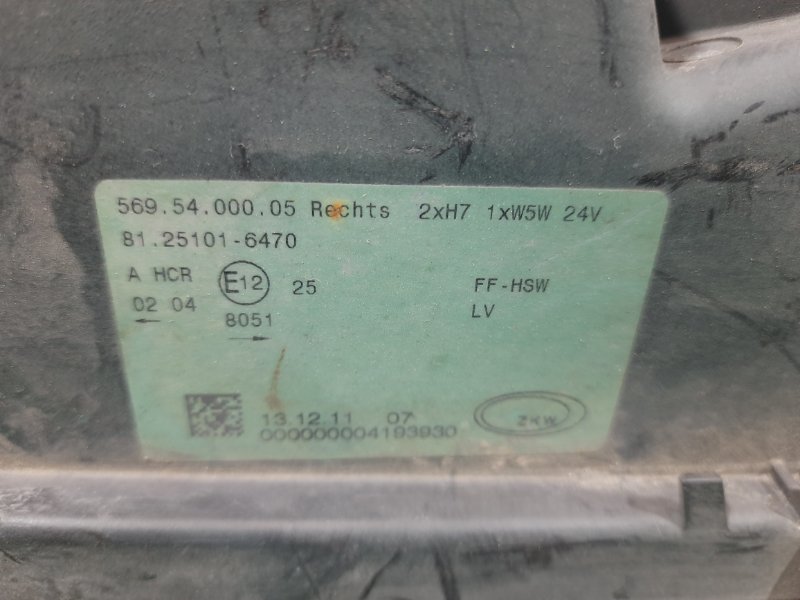 569.54.000.05 Rechts 2xH7 1xW5W 24V
81.25101-6470
A HCR E12 25 FF-HSW
02 04 8051 LV
13.12.11 07
000000004193930
ZKW